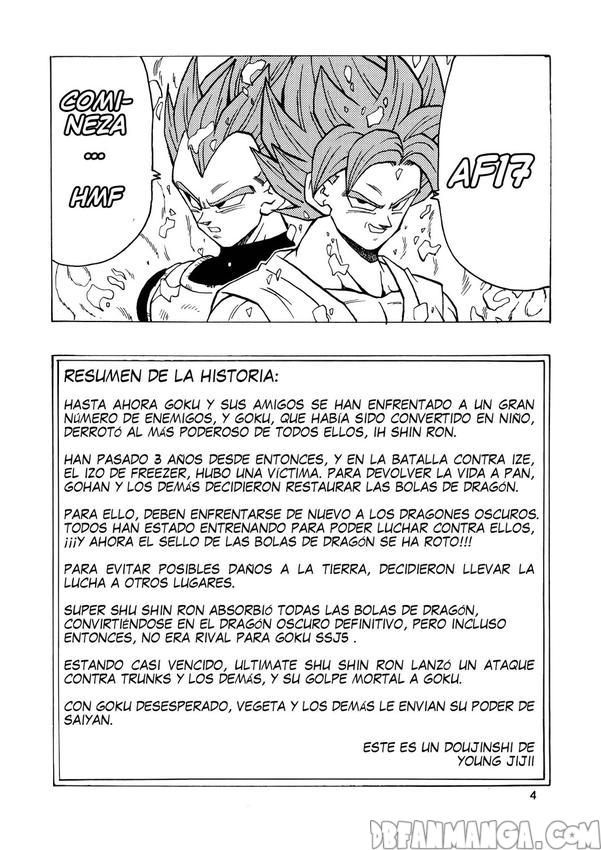 COMI-
NEZA
...
HMF
AF17
RESUMEN DE LA HISTORIA:
HASTA AHORA GOKU Y SUS AMIGOS SE HAN ENFRENTADO A UN GRAN
NÚMERO DE ENEMIGOS, Y GOKU, QUE HABÍA SIDO CONVERTIDO EN NIÑO,
DERROTÓ AL MÁS PODEROSO DE TODOS ELLOS, IH SHIN RON.
HAN PASADO 3 AÑOS DESDE ENTONCES, Y EN LA BATALLA CONTRA IZE,
EL IZO DE FREEZER, HUBO UNA VÍCTIMA. PARA DEVOLVER LA VIDA A PAN,
GOHAN Y LOS DEMÁS DECIDIERON RESTAURAR LAS BOLAS DE DRAGÓN.
PARA ELLO, DEBEN ENFRENTARSE DE NUEVO A LOS DRAGONES OSCUROS.
TODOS HAN ESTADO ENTRENANDO PARA PODER LUCHAR CONTRA ELLOS,
¡¡¡Y AHORA EL SELLO DE LAS BOLAS DE DRAGÓN SE HA ROTO!!!
PARA EVITAR POSIBLES DAÑOS A LA TIERRA, DECIDIERON LLEVAR LA
LUCHA A OTROS LUGARES.
SUPER SHU SHIN RON ABSORBIÓ TODAS LAS BOLAS DE DRAGÓN,
CONVIRTIÉNDOSE EN EL DRAGÓN OSCURO DEFINITIVO, PERO INCLUSO
ENTONCES, NO ERA RIVAL PARA GOKU SSJ5 .
ESTANDO CASI VENCIDO, ULTIMATE SHU SHIN RON LANZÓ UN ATAQUE
CONTRA TRUNKS Y LOS DEMÁS, Y SU GOLPE MORTAL A GOKU.
CON GOKU DESESPERADO, VEGETA Y LOS DEMÁS LE ENVIAN SU PODER DE
SAIYAN.
ESTE ES UN DOUJINSHI DE
YOUNG JIJII
4
DBFANMANGA.COM